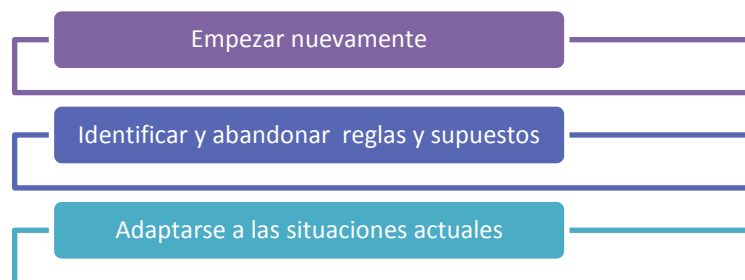 Empezar nuevamente
Identificar y abandonar reglas y supuestos
Adaptarse a las situaciones actuales